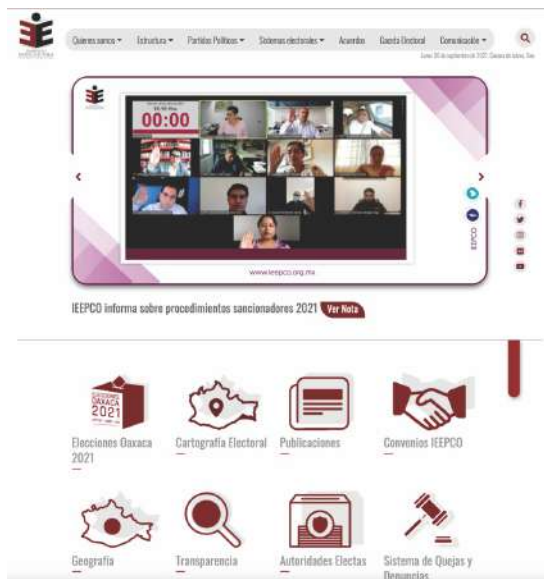 Quienes somos Estructura Partidos Políticos Sistemas electorales Acuerdos Gaceta Electoral Comunicación
00:00
IEEPCO
www.ieepco.org.mx
IEEPCO informa sobre procedimientos sancionadores 2021 Ver Nota
ELECCIONES
OAXACA
2021
Elecciones Oaxaca
2021
Cartografía Electoral
Publicaciones
Convenios IEEPCO
Geografía
Transparencia
Autoridades Electas
Sistema de Quejas y
Denuncias